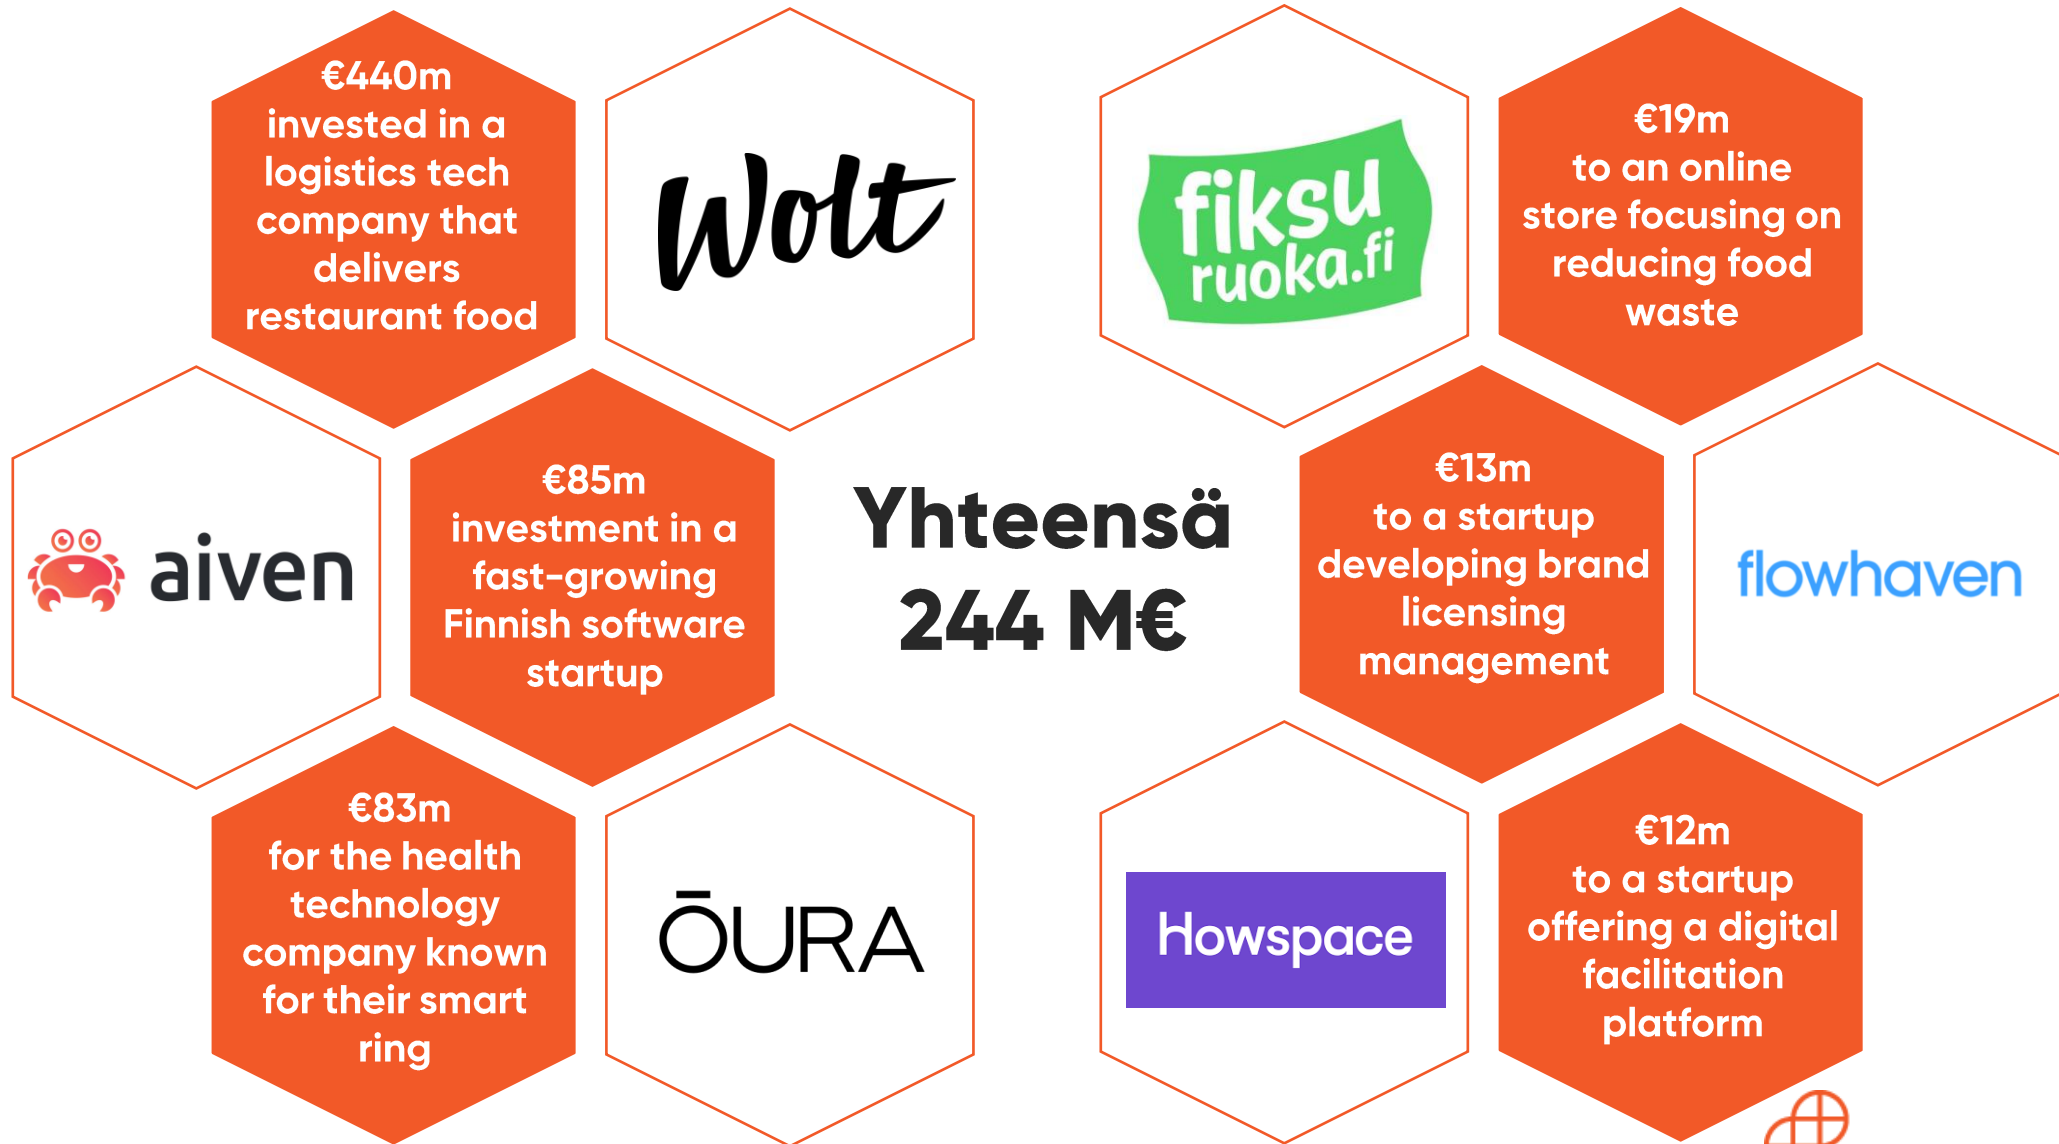 €440m
invested in a
logistics tech
company that
delivers
restaurant food
Wolt
fiksu
ruoka.fi
€19m
to an online
store focusing on
reducing food
waste
aiven
€85m
investment in a
fast-growing
Finnish software
startup
Yhteensä
244 M€
€13m
to a startup
developing brand
licensing
management
flowhaven
€83m
for the health
technology
company known
for their smart
ring
ŌURA
Howspace
€12m
to a startup
offering a digital
facilitation
platform